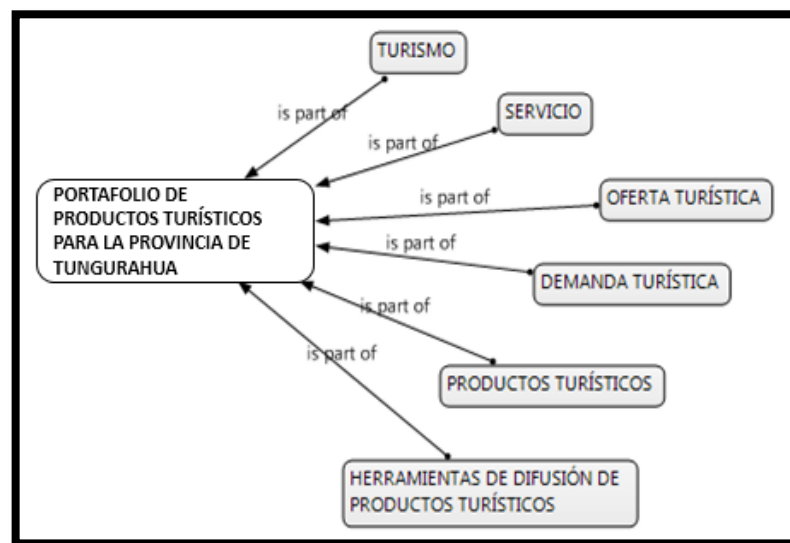 TURISMO
is part of
SERVICIO
is part of
OFERTA TURÍSTICA
is part of
PORTAFOLIO DE
PRODUCTOS TURÍSTICOS
PARA LA PROVINCIA DE
TUNGURAHUA
is part of
DEMANDA TURÍSTICA
is part of
PRODUCTOS TURÍSTICOS
is part of
HERRAMIENTAS DE DIFUSIÓN DE
PRODUCTOS TURÍSTICOS